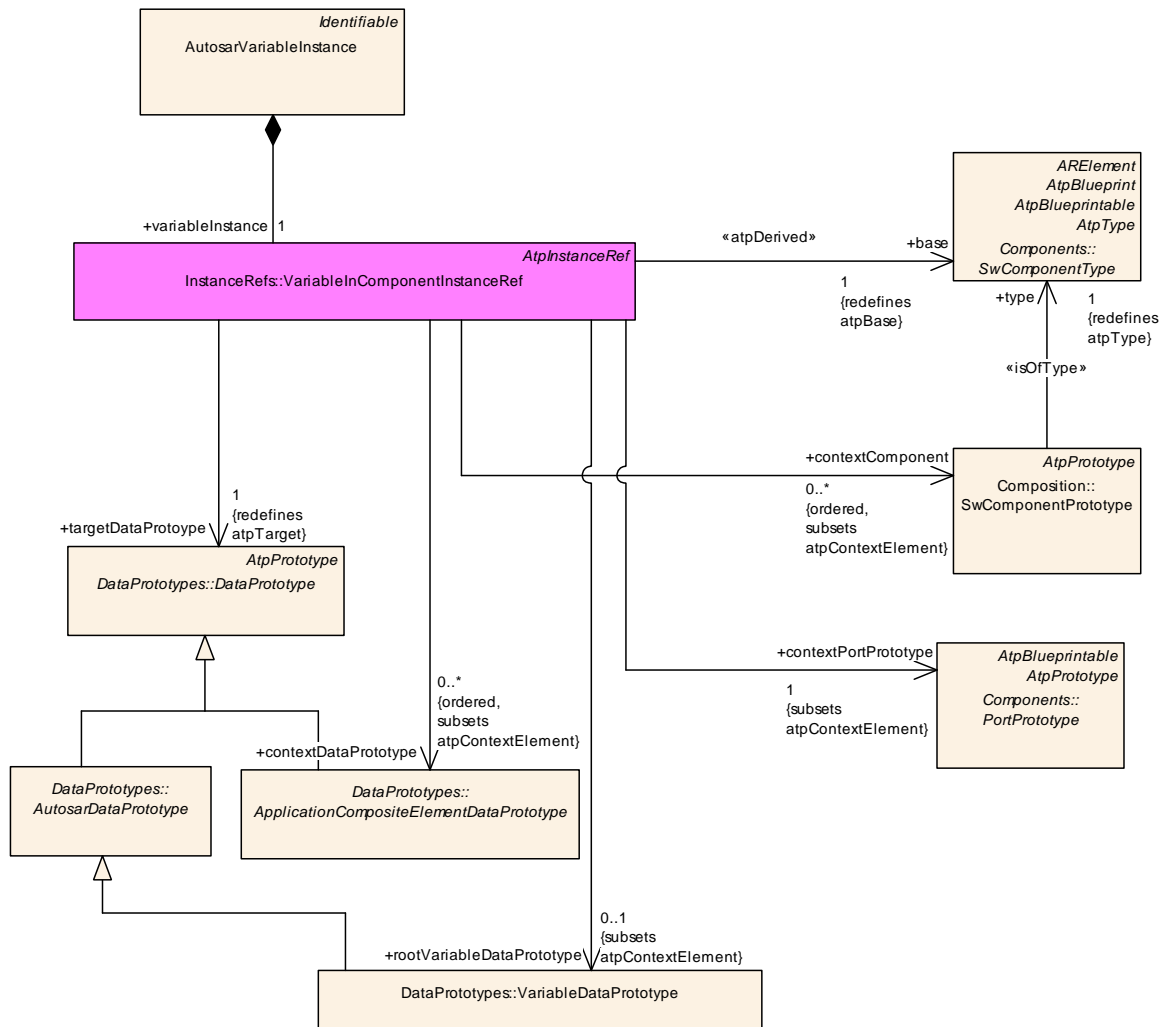 Identifiable
AutosarVariableInstance
+variableInstance 1
AtpInstanceRef
InstanceRefs::VariableInComponentInstanceRef
«atpDerived»
+base
1
{redefines
atpBase}
ARElement
AtpBlueprint
AtpBlueprintable
AtpType
Components::
SwComponentType
+type
1
{redefines
atpType}
«isOfType»
+contextComponent
0..*
{ordered,
subsets
atpContextElement}
AtpPrototype
Composition::
SwComponentPrototype
+targetDataProtoype
1
{redefines
atpTarget}
AtpPrototype
DataPrototypes::DataPrototype
+contextPortPrototype
1
{subsets
atpContextElement}
AtpBlueprintable
AtpPrototype
Components::
PortPrototype
0..*
{ordered,
subsets
atpContextElement}
+contextDataPrototype
DataPrototypes::
AutosarDataPrototype
DataPrototypes::
ApplicationCompositeElementDataPrototype
0..1
{subsets
atpContextElement}
+rootVariableDataPrototype
DataPrototypes::VariableDataPrototype